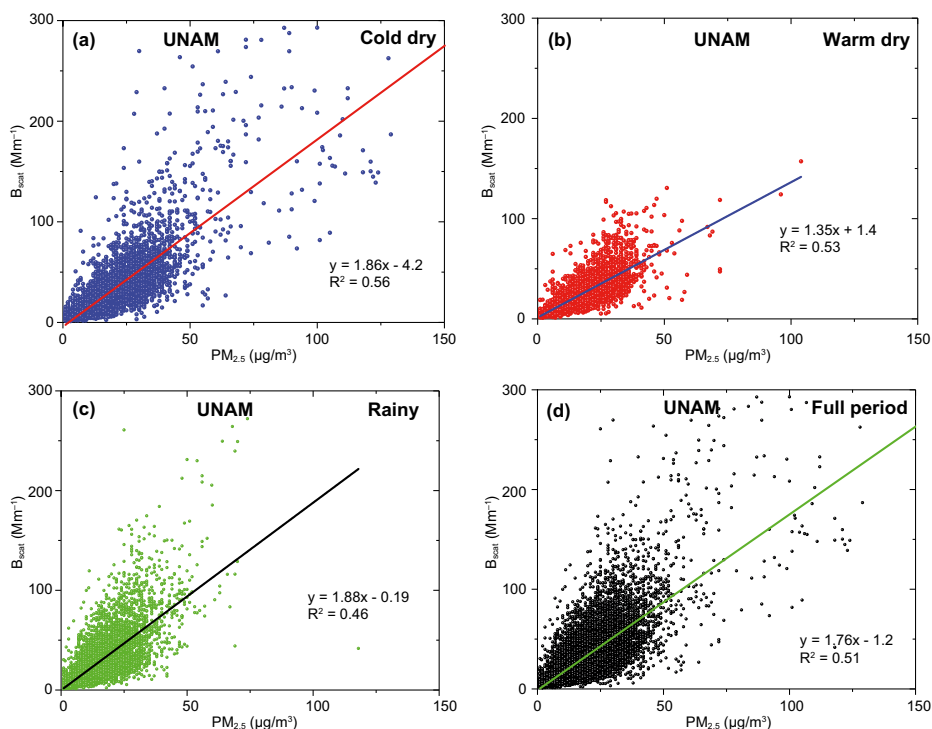 (a) UNAM Cold dry
300
200
100
0
B_scat (Mm⁻¹)
y = 1.86x - 4.2
R² = 0.56
0 50 100 150
PM₂.₅ (µg/m³)
(b) UNAM Warm dry
300
200
100
0
B_scat (Mm⁻¹)
y = 1.35x + 1.4
R² = 0.53
0 50 100 150
PM₂.₅ (µg/m³)
(c) UNAM Rainy
300
200
100
0
B_scat (Mm⁻¹)
y = 1.88x - 0.19
R² = 0.46
0 50 100 150
PM₂.₅ (µg/m³)
(d) UNAM Full period
300
200
100
0
B_scat (Mm⁻¹)
y = 1.76x - 1.2
R² = 0.51
0 50 100 150
PM₂.₅ (µg/m³)